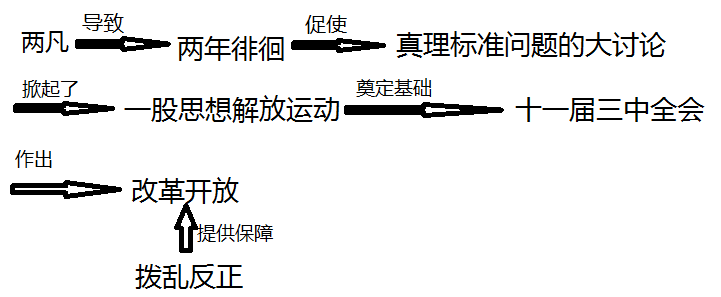 两凡 导致 两年徘徊 促使 真理标准问题的大讨论
掀起了 一股思想解放运动 奠定基础 十一届三中全会
作出 改革开放
提供保障
拨乱反正